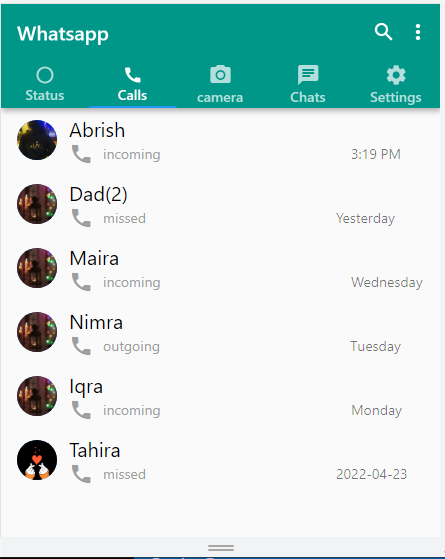 Whatsapp
Status Calls camera Chats Settings
Abrish
incoming 3:19 PM
Dad(2)
missed Yesterday
Maira
incoming Wednesday
Nimra
outgoing Tuesday
Iqra
incoming Monday
Tahira
missed 2022-04-23